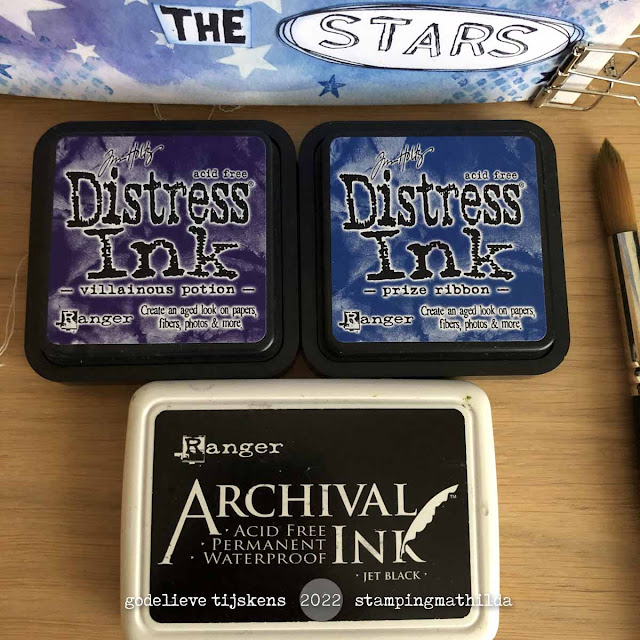 THE STARS
Tim Holtz
acid free
Distress®
Ink
– villainous potion –
Ranger
Create an aged look on papers,
fibers, photos & more.
Tim Holtz
acid free
Distress®
Ink
– prize ribbon –
Ranger
Create an aged look on papers,
fibers, photos & more.
Ranger
ARCHIVAL™
· ACID FREE
· PERMANENT
WATERPROOF ·
INK
· JET BLACK ·
godelieve tijskens 2022 stampingmathilda